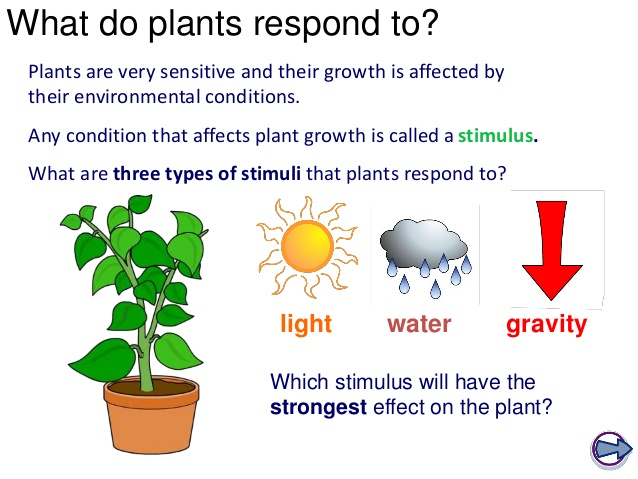 What do plants respond to?
Plants are very sensitive and their growth is affected by
their environmental conditions.
Any condition that affects plant growth is called a stimulus.
What are three types of stimuli that plants respond to?
light water gravity
Which stimulus will have the
strongest effect on the plant?